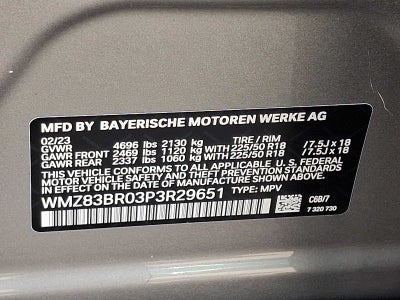 MFD BY BAYERISCHE MOTOREN WERKE AG
02/23 TIRE / RIM
GVWR 4696 lbs 2130 kg
GAWR FRONT 2469 lbs 1120 kg WITH 225/50 R18 / 7.5J x 18
GAWR REAR 2337 lbs 1060 kg WITH 225/50 R18 / 7.5J x 18
THIS VEHICLE CONFORMS TO ALL APPLICABLE U.S. FEDERAL
MOTOR VEHICLE SAFETY, BUMPER, AND THEFT PREVENTION STANDARDS
IN EFFECT ON THE DATE OF MANUFACTURE SHOWN ABOVE.
WMZ83BR03P3R29651 TYPE: MPV
C6B/7
7 320 730